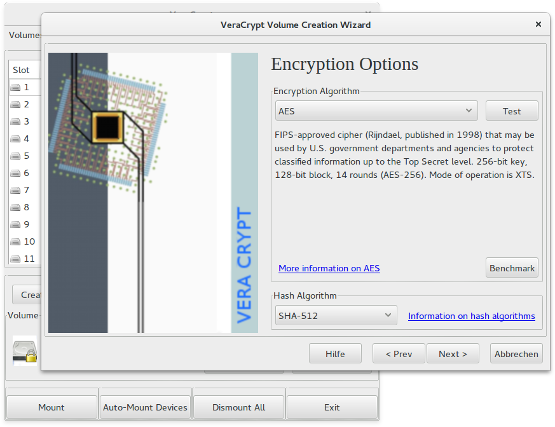 VeraCrypt Volume Creation Wizard
Volume
Slot
1
2
3
4
5
6
7
8
9
10
11
Crea
Volume
VERA CRYPT
Encryption Options
Encryption Algorithm
AES
Test
FIPS-approved cipher (Rijndael, published in 1998) that may be
used by U.S. government departments and agencies to protect
classified information up to the Top Secret level. 256-bit key,
128-bit block, 14 rounds (AES-256). Mode of operation is XTS.
More information on AES
Benchmark
Hash Algorithm
SHA-512
Information on hash algorithms
Hilfe
< Prev
Next >
Abbrechen
Mount
Auto-Mount Devices
Dismount All
Exit